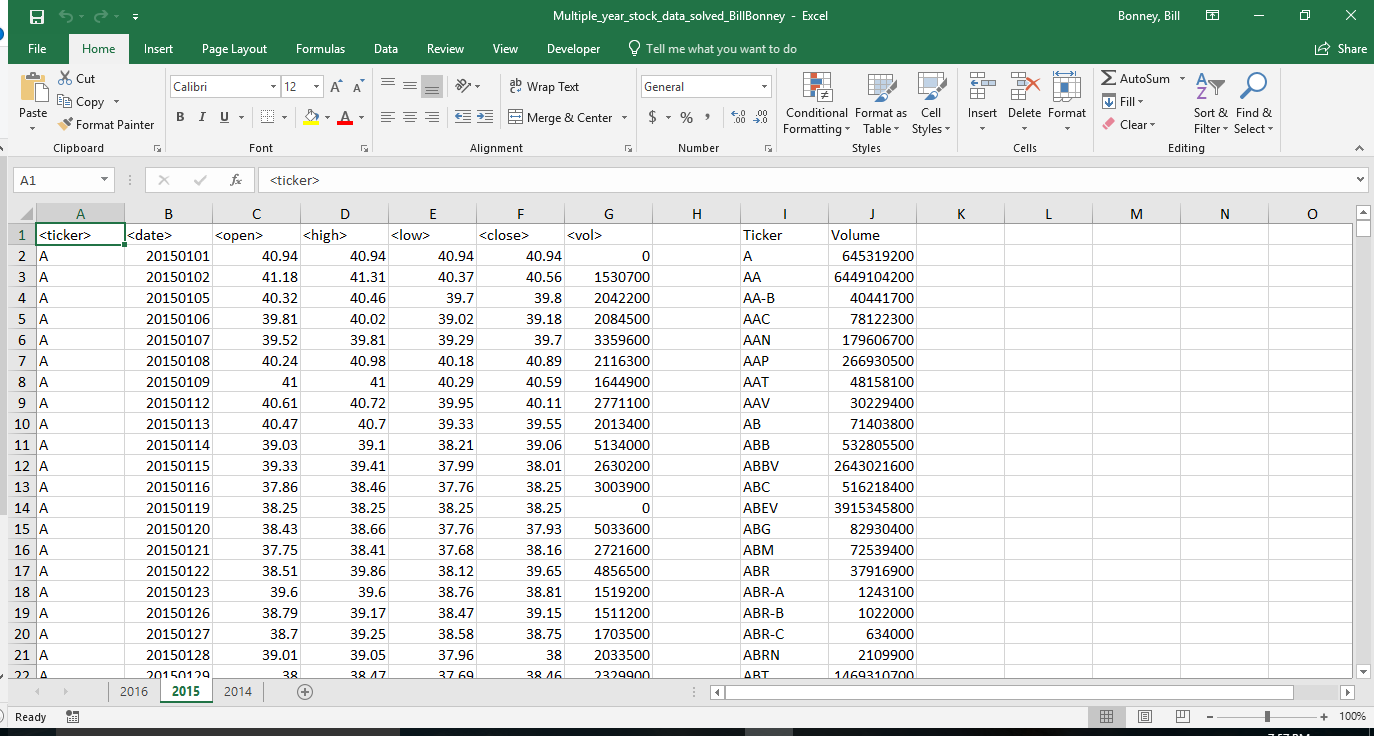 Multiple_year_stock_data_solved_BillBonney - Excel Bonney, Bill
File Home Insert Page Layout Formulas Data Review View Developer Tell me what you want to do Share
Paste Cut Copy Format Painter Clipboard
Calibri 12 A A B I U A Font
ab Wrap Text Merge & Center Alignment
General $ % , .00 Number
Conditional Formatting Format as Table Cell Styles Styles
Insert Delete Format Cells
AutoSum Fill Clear Sort & Filter Find & Select Editing
A1 fx <ticker>
A B C D E F G H I J K L M N O
1 <ticker> <date> <open> <high> <low> <close> <vol> Ticker Volume
2 A 20150101 40.94 40.94 40.94 40.94 0 A 645319200
3 A 20150102 41.18 41.31 40.37 40.56 1530700 AA 6449104200
4 A 20150105 40.32 40.46 39.7 39.8 2042200 AA-B 40441700
5 A 20150106 39.81 40.02 39.02 39.18 2084500 AAC 78122300
6 A 20150107 39.52 39.81 39.29 39.7 3359600 AAN 179606700
7 A 20150108 40.24 40.98 40.18 40.89 2116300 AAP 266930500
8 A 20150109 41 41 40.29 40.59 1644900 AAT 48158100
9 A 20150112 40.61 40.72 39.95 40.11 2771100 AAV 30229400
10 A 20150113 40.47 40.7 39.33 39.55 2013400 AB 71403800
11 A 20150114 39.03 39.1 38.21 39.06 5134000 ABB 532805500
12 A 20150115 39.33 39.41 37.99 38.01 2630200 ABBV 2643021600
13 A 20150116 37.86 38.46 37.76 38.25 3003900 ABC 516218400
14 A 20150119 38.25 38.25 38.25 38.25 0 ABEV 3915345800
15 A 20150120 38.43 38.66 37.76 37.93 5033600 ABG 82930400
16 A 20150121 37.75 38.41 37.68 38.16 2721600 ABM 72539400
17 A 20150122 38.51 39.86 38.12 39.65 4856500 ABR 37916900
18 A 20150123 39.6 39.6 38.76 38.81 1519200 ABR-A 1243100
19 A 20150126 38.79 39.17 38.47 39.15 1511200 ABR-B 1022000
20 A 20150127 38.7 39.25 38.58 38.75 1703500 ABR-C 634000
21 A 20150128 39.01 39.05 37.96 38 2033500 ABRN 2109900
22 A 20150129 38 38.47 37.69 38.46 2329900 ABT 1469310700
2016 2015 2014
Ready 100%